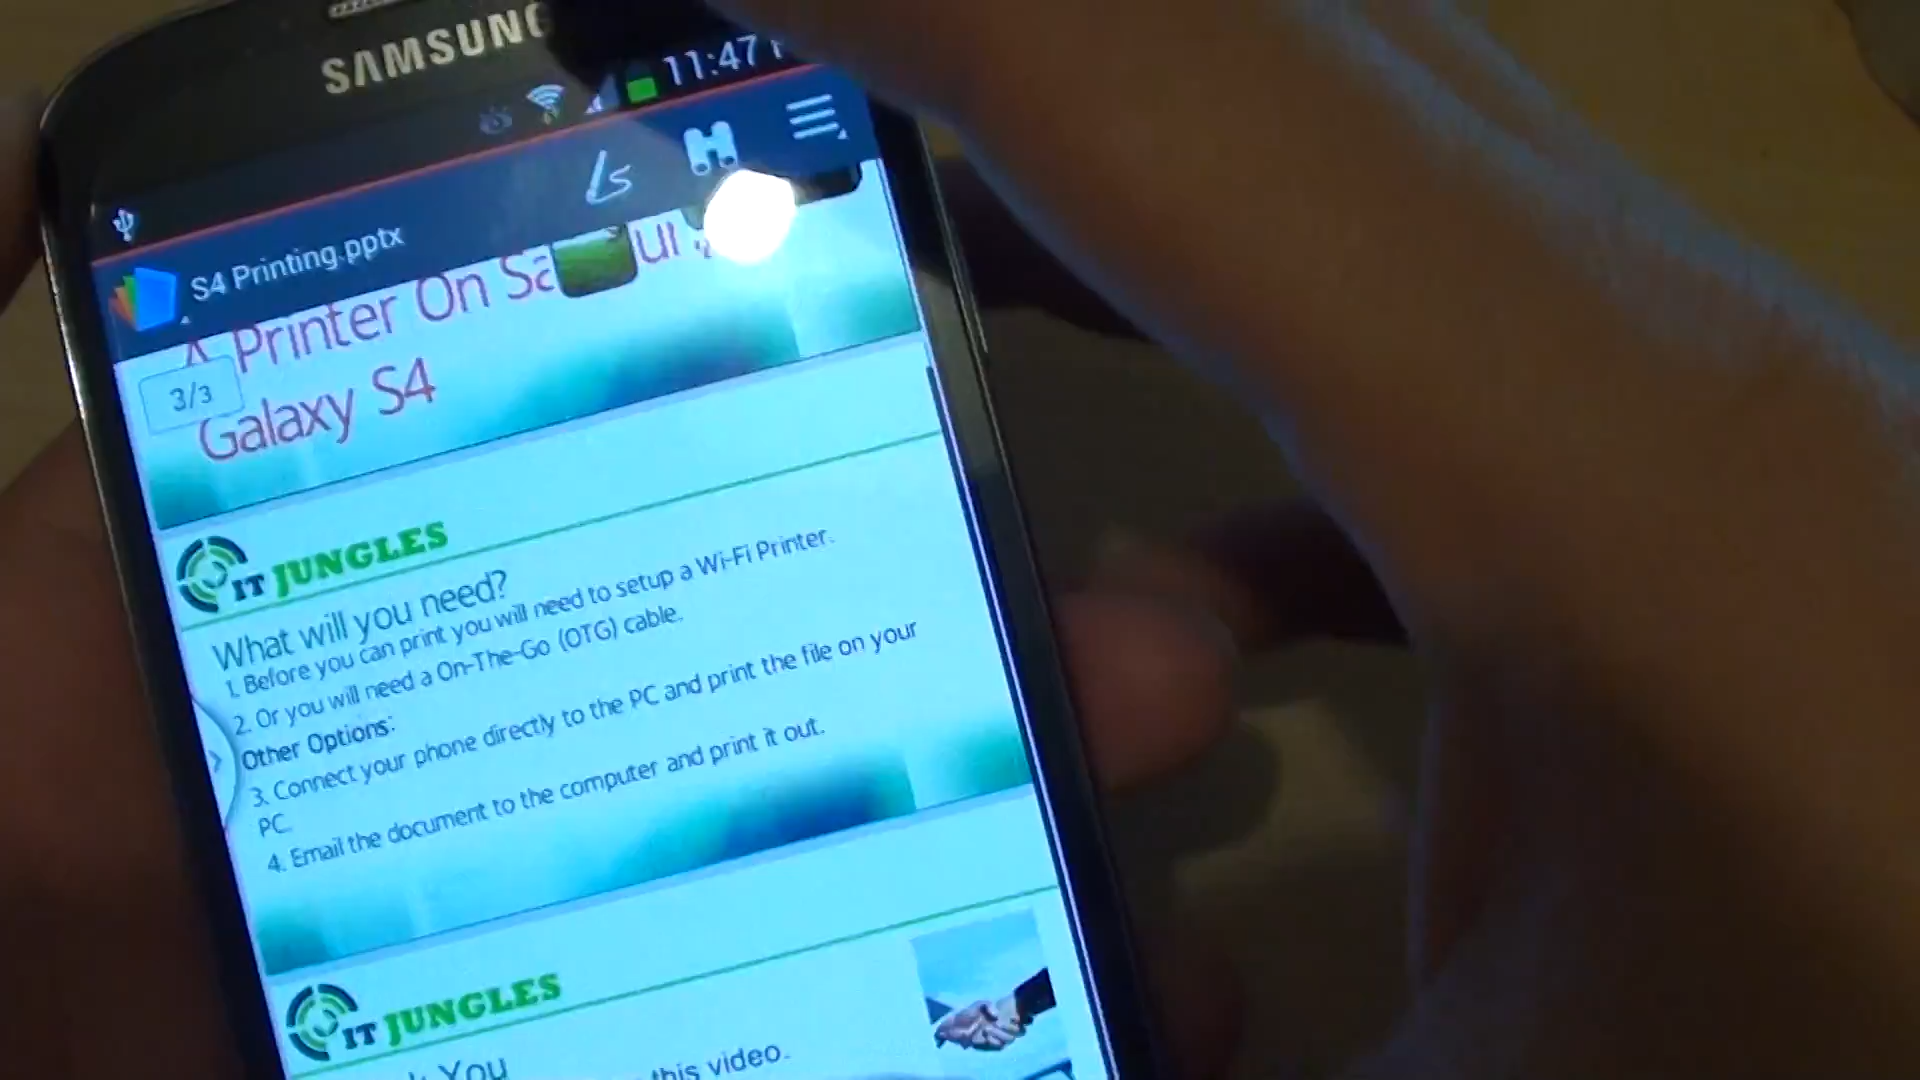 SAMSUNG
11:47
S4 Printing.pptx
Printer On
3/3
Galaxy S4
IT JUNGLES
What will you need?
1. Before you can print you will need to setup a Wi-Fi Printer.
2. Or you will need a On-The-Go (OTG) cable.
Other Options:
3. Connect your phone directly to the PC and print the file on your
PC.
4. Email the document to the computer and print it out.
IT JUNGLES
You
this video.